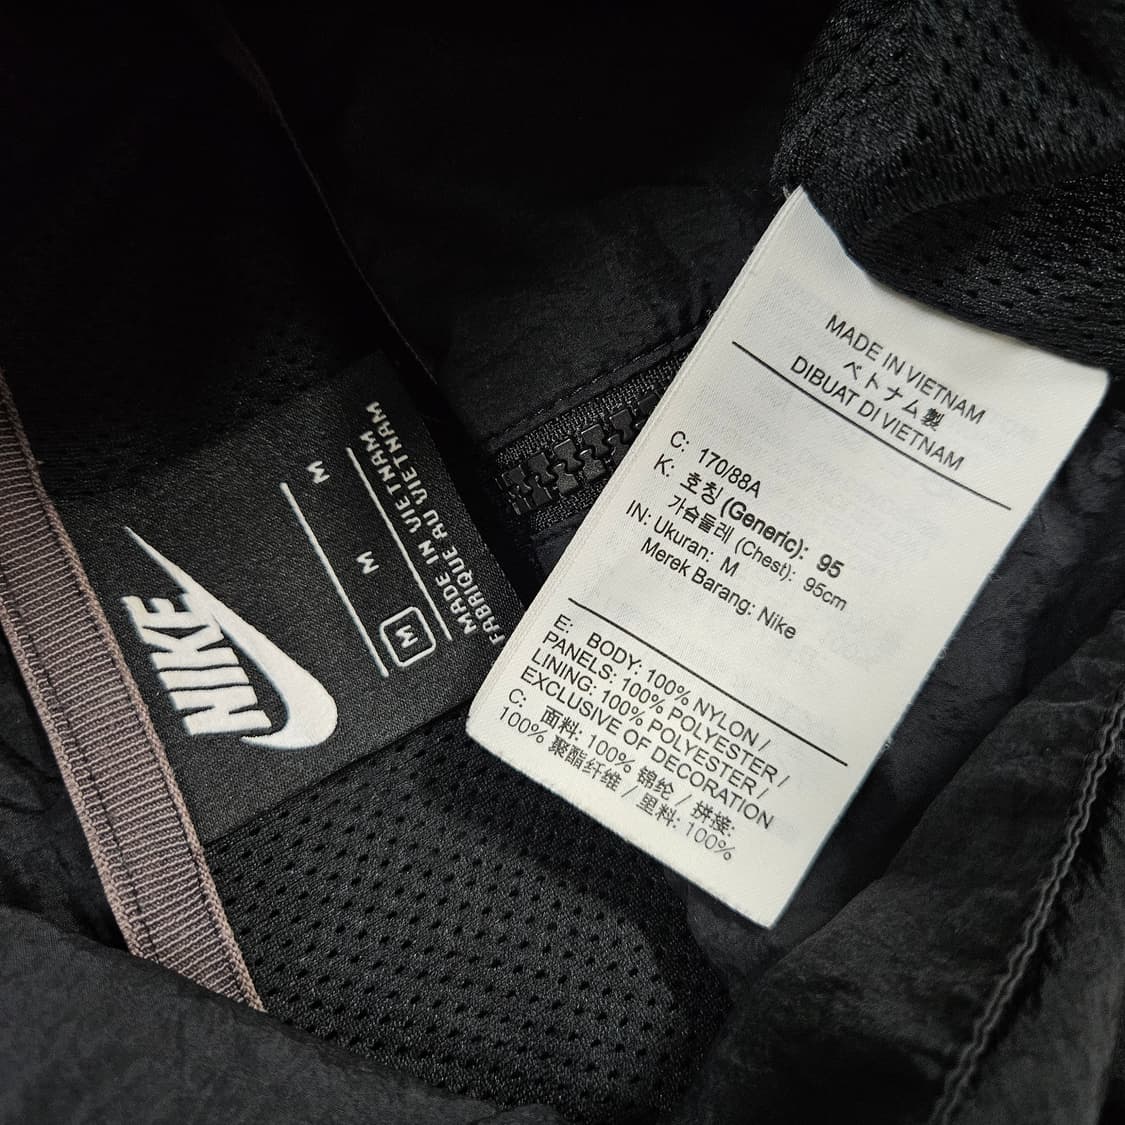 NIKE
M
M
M
MADE IN VIETNAM
FABRIQUE AU VIETNAM
MADE IN VIETNAM
ベトナム製
DIBUAT DI VIETNAM
C: 170/88A
K: 호칭 (Generic): 95
가슴둘레 (Chest): 95cm
IN: Ukuran: M
Merek Barang: Nike
E: BODY: 100% NYLON /
PANELS: 100% POLYESTER /
LINING: 100% POLYESTER /
EXCLUSIVE OF DECORATION
C: 面料: 100% 锦纶 / 拼接:
100% 聚酯纤维 / 里料: 100%